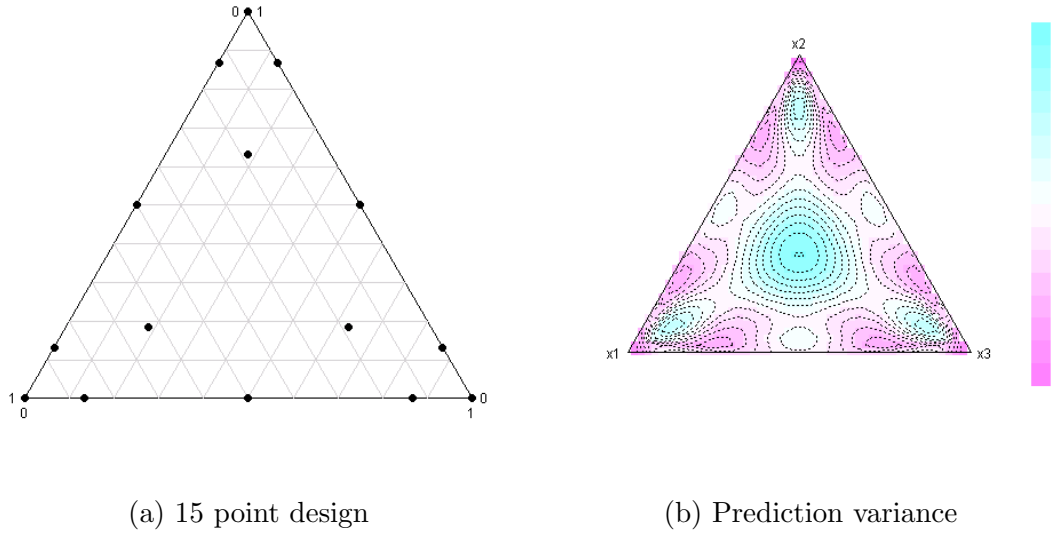 0 1
x2
1 0
0 1
x1 x3
(a) 15 point design
(b) Prediction variance